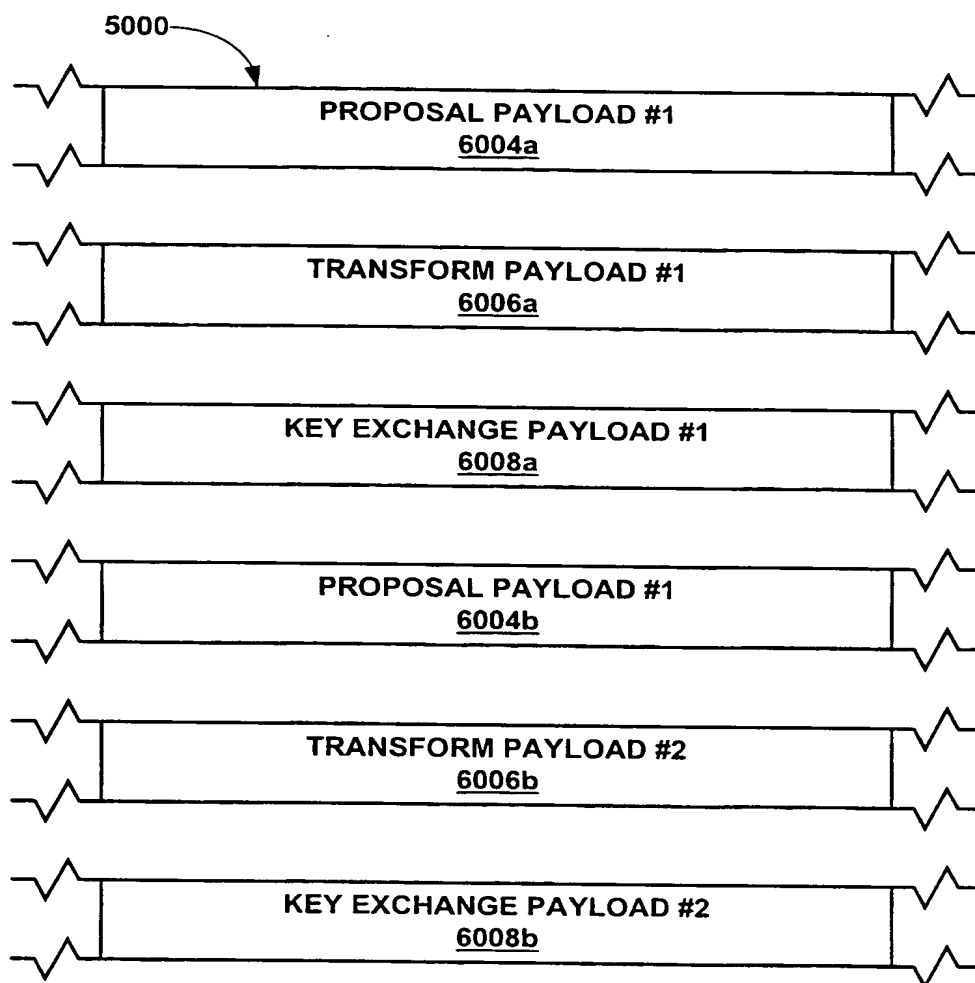 5000
PROPOSAL PAYLOAD #1
6004a
TRANSFORM PAYLOAD #1
6006a
KEY EXCHANGE PAYLOAD #1
6008a
PROPOSAL PAYLOAD #1
6004b
TRANSFORM PAYLOAD #2
6006b
KEY EXCHANGE PAYLOAD #2
6008b